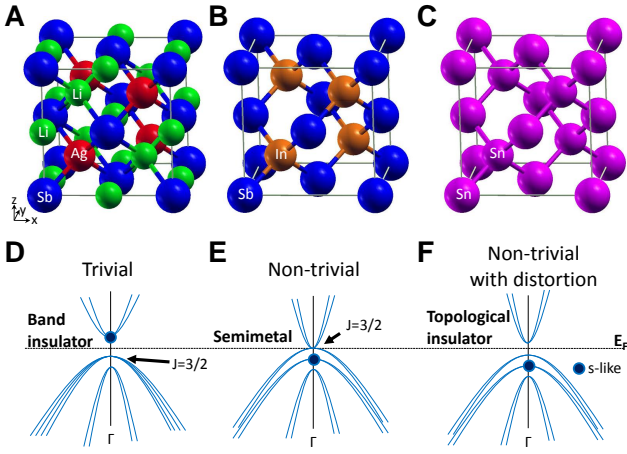 A
B
C
Li
Li
Ag
Sb
In
Sb
Sn
Sn
z
y
x
D
Trivial
E
Non-trivial
F
Non-trivial
with distortion
Band
insulator
J=3/2
Γ
Semimetal
J=3/2
Γ
Topological
insulator
E_F
s-like
Γ